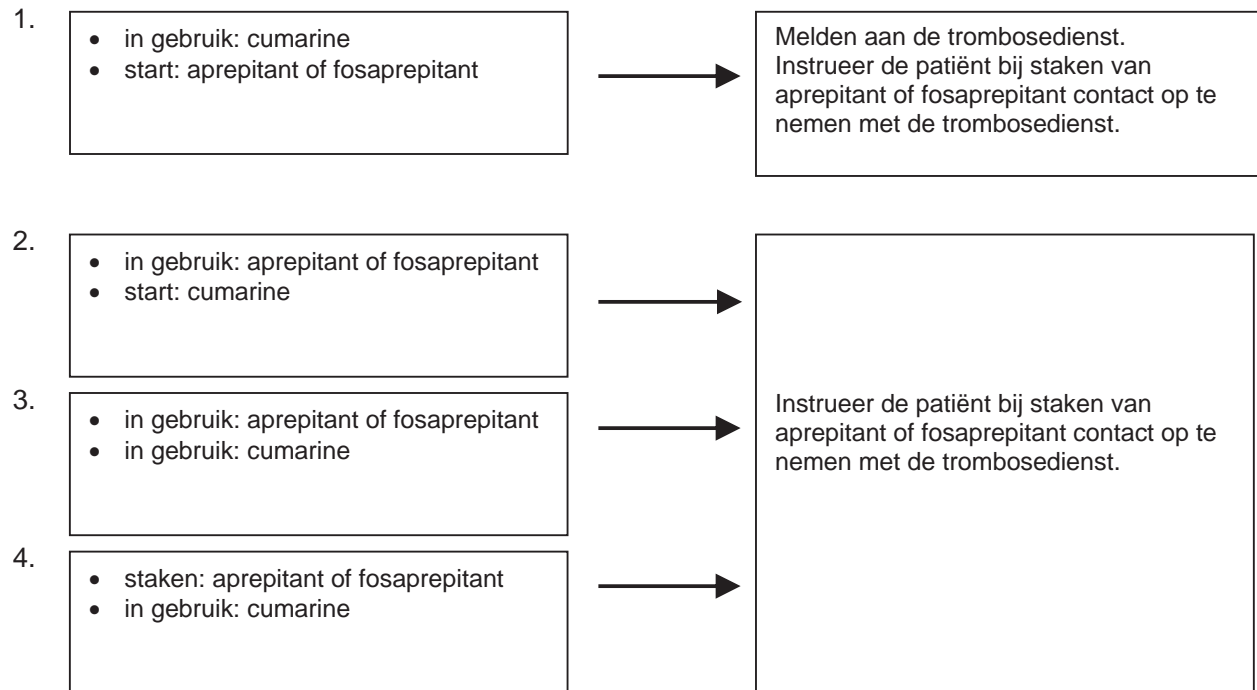 1.
• in gebruik: cumarine
• start: aprepitant of fosaprepitant
Melden aan de trombosedienst.
Instrueer de patiënt bij staken van
aprepitant of fosaprepitant contact op te
nemen met de trombosedienst.
2.
• in gebruik: aprepitant of fosaprepitant
• start: cumarine
3.
• in gebruik: aprepitant of fosaprepitant
• in gebruik: cumarine
Instrueer de patiënt bij staken van
aprepitant of fosaprepitant contact op te
nemen met de trombosedienst.
4.
• staken: aprepitant of fosaprepitant
• in gebruik: cumarine